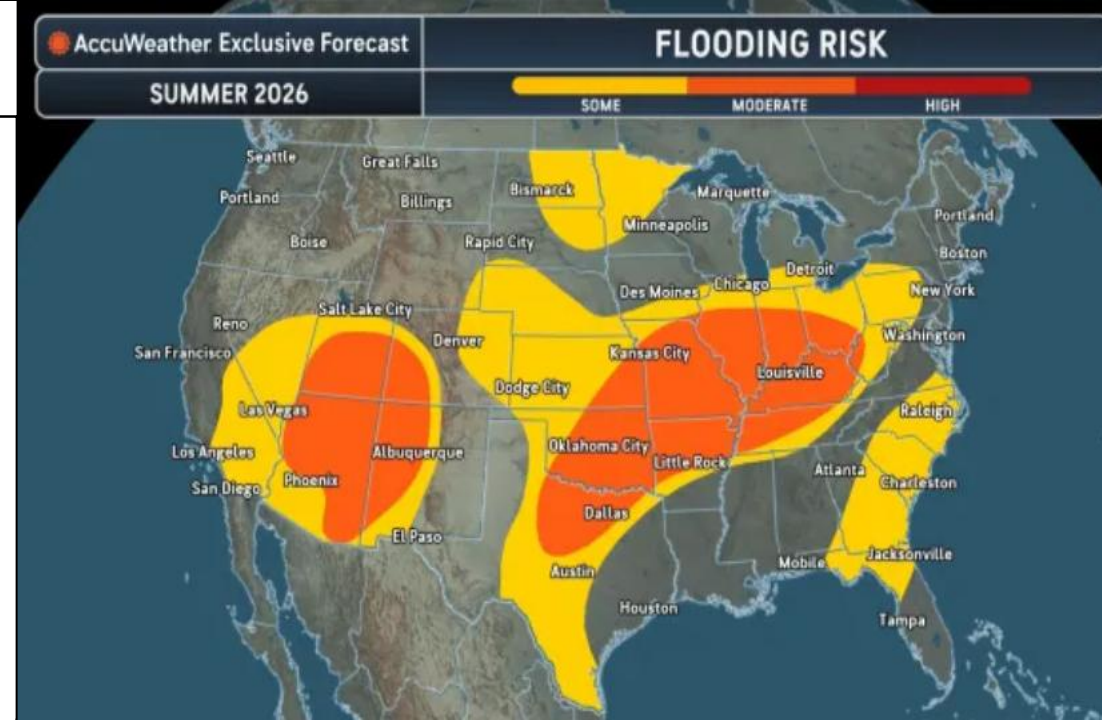 AccuWeather Exclusive Forecast
FLOODING RISK
SUMMER 2026
SOME MODERATE HIGH
Seattle
Great Falls
Portland
Billings
Bismarck
Marquette
Minneapolis
Portland
Boston
Boise
Rapid City
Des Moines
Chicago
Detroit
New York
Salt Lake City
Reno
San Francisco
Denver
Kansas City
Washington
Louisville
Dodge City
Las Vegas
Raleigh
Los Angeles
Albuquerque
Oklahoma City
Little Rock
Atlanta
San Diego
Phoenix
Charleston
Dallas
El Paso
Jacksonville
Mobile
Austin
Houston
Tampa